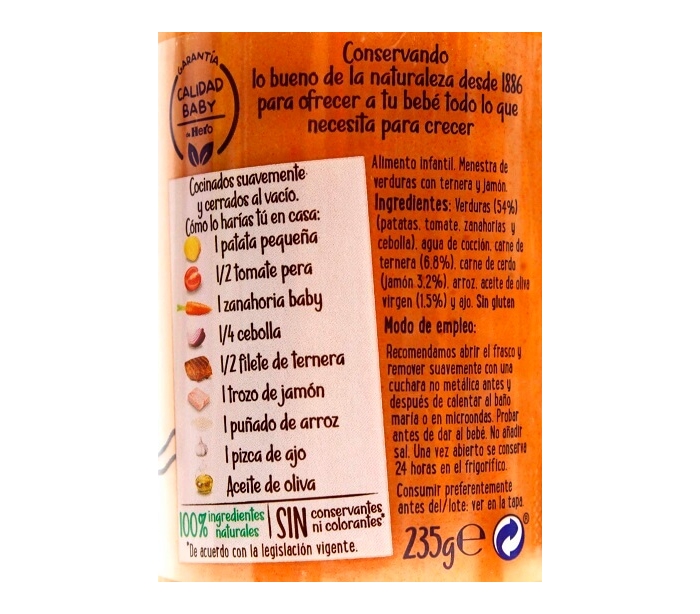 GARANTÍA
CALIDAD
BABY
de Hero
Conservando
lo bueno de la naturaleza desde 1886
para ofrecer a tu bebé todo lo que
necesita para crecer
Cocinados suavemente
y cerrados al vacío.
Cómo lo harías tú en casa:
1 patata pequeña
1/2 tomate pera
1 zanahoria baby
1/4 cebolla
1/2 filete de ternera
1 trozo de jamón
1 puñado de arroz
1 pizca de ajo
Aceite de oliva
100% ingredientes
naturales*
SIN conservantes
ni colorantes*
*De acuerdo con la legislación vigente.
Alimento Infantil. Menestra de
verduras con ternera y jamón.
Ingredientes: Verduras (54%)
(patatas, tomate, zanahorias y
cebolla), agua de cocción, carne de
ternera (6.8%), carne de cerdo
(jamón 3.2%), arroz, aceite de oliva
virgen (1.5%) y ajo. Sin gluten
Modo de empleo:
Recomendamos abrir el frasco y
remover suavemente con una
cuchara no metálica antes y
después de calentar al baño
maría o en microondas. Probar
antes de dar al bebé. No añadir
sal. Una vez abierto se conserva
24 horas en el frigorífico.
Consumir preferentemente
antes del/lote: ver en la tapa.
235g e ®